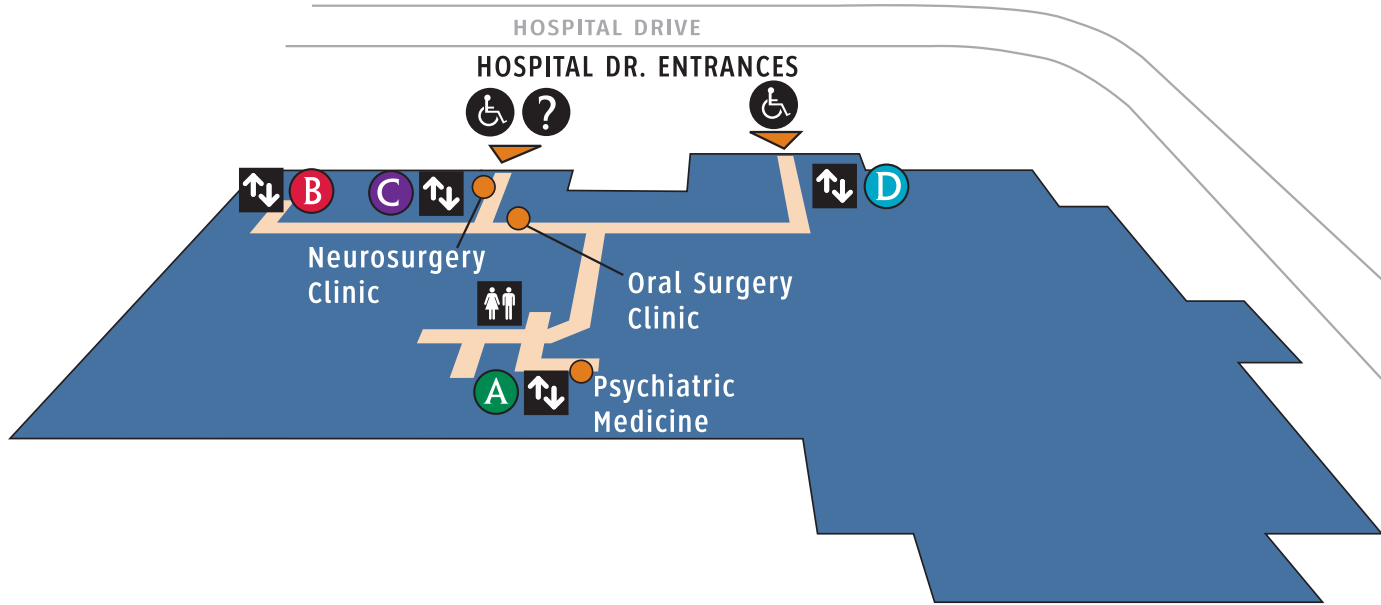 HOSPITAL DRIVE
HOSPITAL DR. ENTRANCES
?
B
C
D
Neurosurgery
Clinic
Oral Surgery
Clinic
A
Psychiatric
Medicine